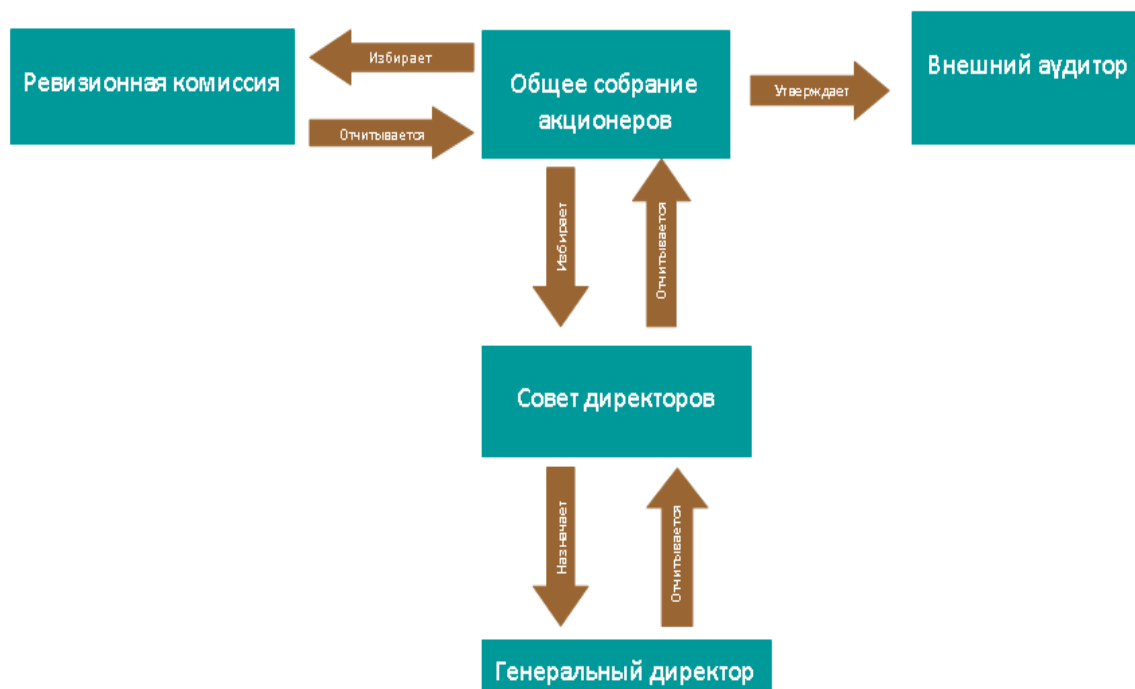 Ревизионная комиссия
Избирает
Отчитывается
Общее собрание
акционеров
Утверждает
Внешний аудитор
Избирает
Отчитывается
Совет директоров
Назначает
Отчитывается
Генеральный директор